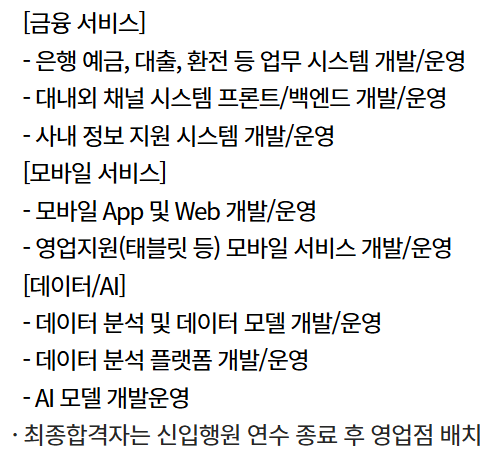 [금융 서비스]
- 은행 예금, 대출, 환전 등 업무 시스템 개발/운영
- 대내외 채널 시스템 프론트/백엔드 개발/운영
- 사내 정보 지원 시스템 개발/운영
[모바일 서비스]
- 모바일 App 및 Web 개발/운영
- 영업지원(태블릿 등) 모바일 서비스 개발/운영
[데이터/AI]
- 데이터 분석 및 데이터 모델 개발/운영
- 데이터 분석 플랫폼 개발/운영
- AI 모델 개발운영
· 최종합격자는 신입행원 연수 종료 후 영업점 배치